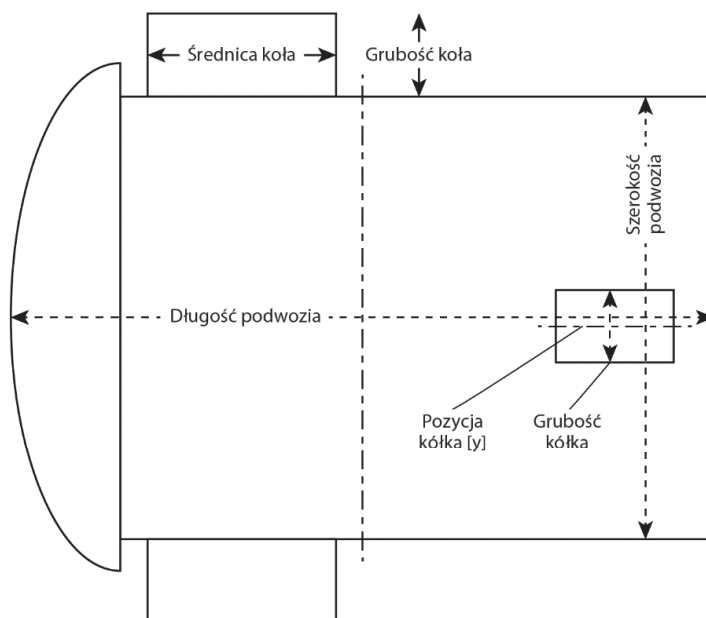 Średnica koła
Grubość koła
Szerokość
podwozia
Długość podwozia
Pozycja
kółka [y]
Grubość
kółka